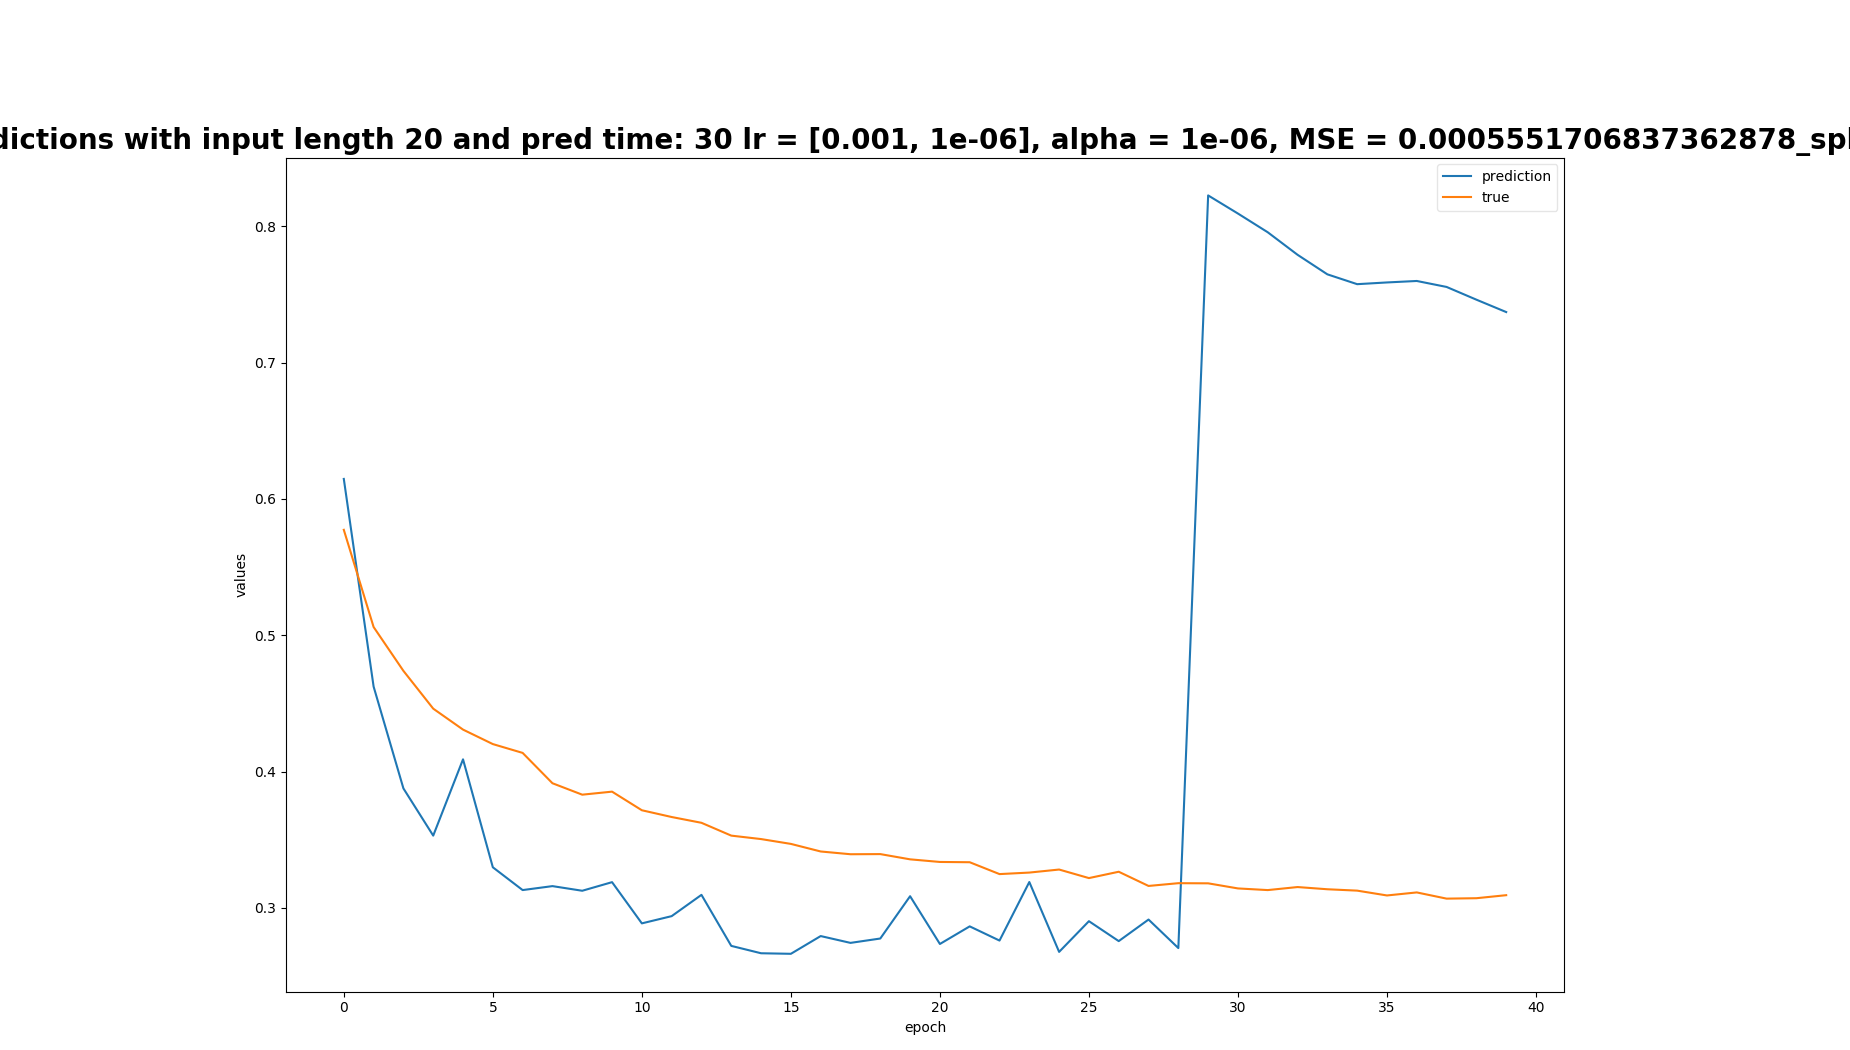 dictions with input length 20 and pred time: 30 lr = [0.001, 1e-06], alpha = 1e-06, MSE = 0.0005551706837362878_spl
prediction
true
0.8
0.7
0.6
0.5
0.4
0.3
values
0 5 10 15 20 25 30 35 40
epoch